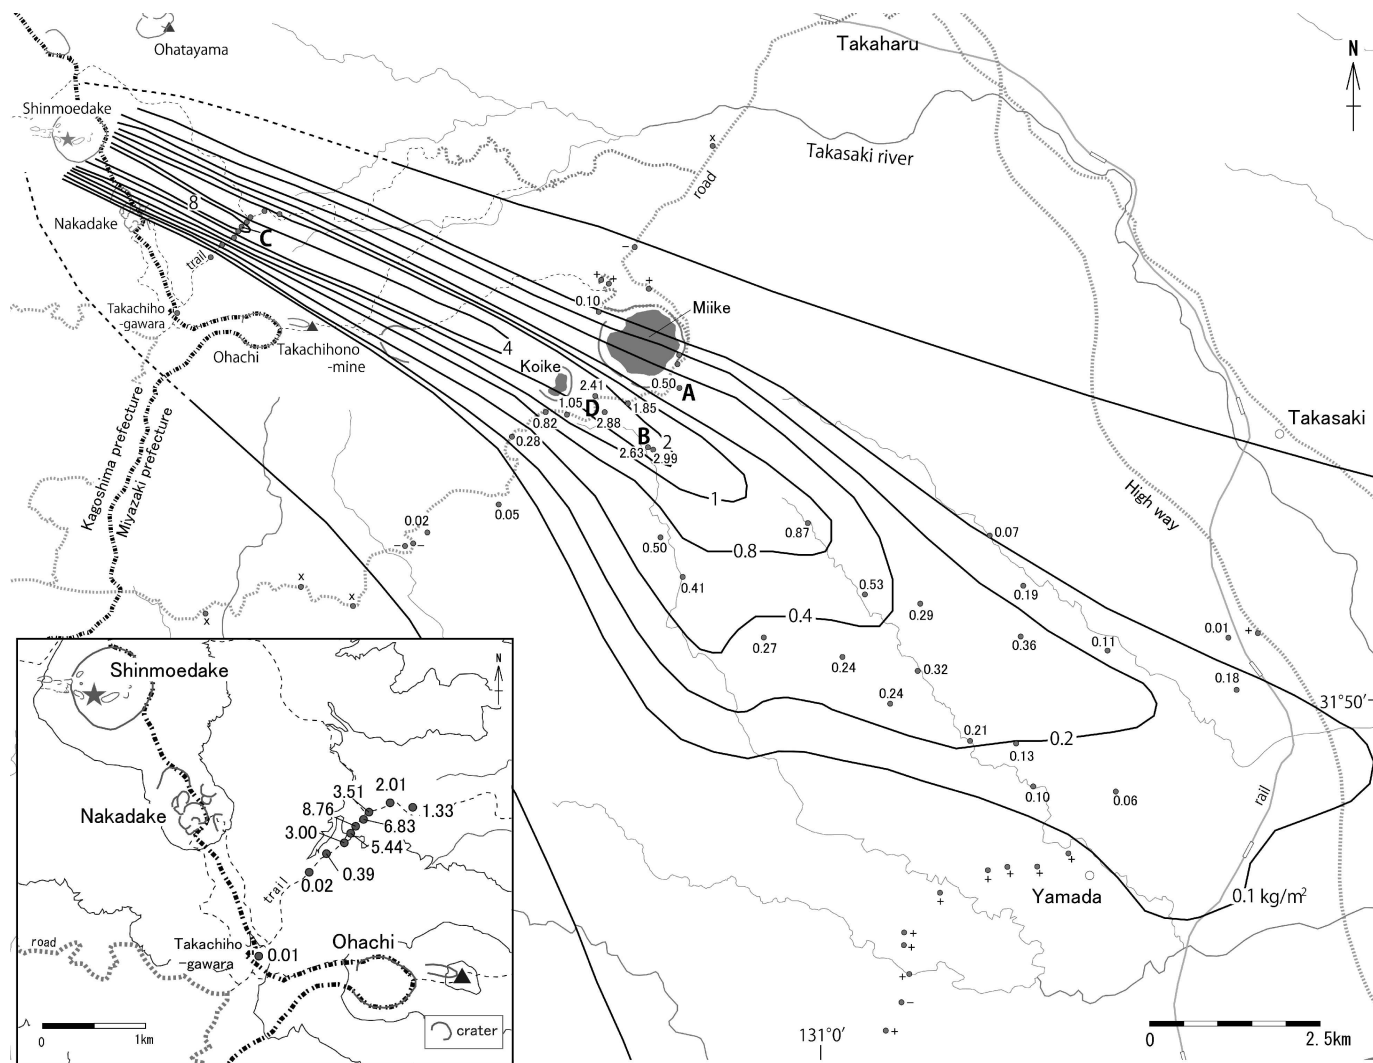 Ohatayama
Takaharu
N
Shinmoedake
x
Takasaki river
road
8
Nakadake
C
trail
–
+
+
+
Takachiho
-gawara
0.10
Miike
Ohachi
Takachihono
-mine
4
Koike
2.41
0.50
A
1.05
D
1.85
0.82
2.88
Takasaki
0.28
B
2
2.63
2.99
Kagoshima prefecture
Miyazaki prefecture
1
High way
0.05
0.02
–
–
0.87
0.07
0.50
0.8
x
x
x
0.41
0.53
0.19
0.29
0.4
0.01
+
0.27
0.36
0.11
0.24
0.32
0.18
31°50′
0.24
0.21
0.2
0.13
0.10
0.06
rail
+
+
+
+
Yamada
+
0.1 kg/m²
+
+
+
–
+
131°0′
0
2.5km
Shinmoedake
N
Nakadake
3.51
2.01
8.76
1.33
3.00
6.83
5.44
0.39
0.02
trail
road
Takachiho
-gawara
0.01
Ohachi
0
1km
crater